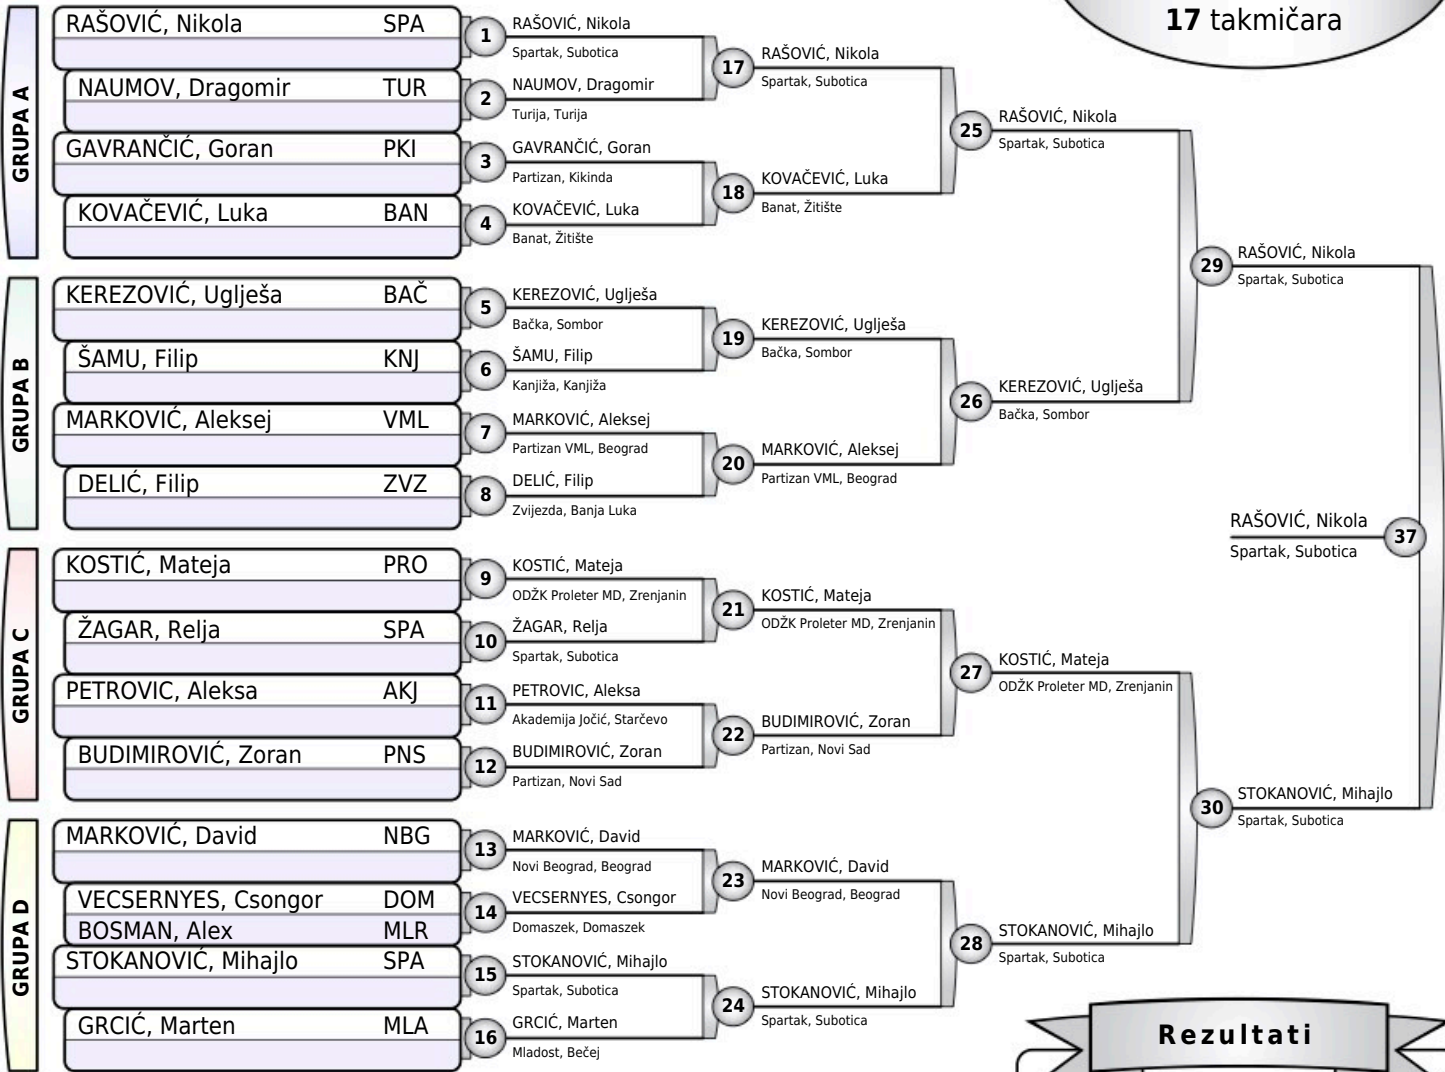 17 takmičara
GRUPA A
RAŠOVIĆ, Nikola SPA
NAUMOV, Dragomir TUR
GAVRANČIĆ, Goran PKI
KOVAČEVIĆ, Luka BAN
GRUPA B
KEREZOVIĆ, Uglješa BAČ
ŠAMU, Filip KNJ
MARKOVIĆ, Aleksej VML
DELIĆ, Filip ZVZ
GRUPA C
KOSTIĆ, Mateja PRO
ŽAGAR, Relja SPA
PETROVIC, Aleksa AKJ
BUDIMIROVIĆ, Zoran PNS
GRUPA D
MARKOVIĆ, David NBG
VECSERNYES, Csongor DOM
BOSMAN, Alex MLR
STOKANOVIĆ, Mihajlo SPA
GRCIĆ, Marten MLA
1 RAŠOVIĆ, Nikola
Spartak, Subotica
2 NAUMOV, Dragomir
Turija, Turija
3 GAVRANČIĆ, Goran
Partizan, Kikinda
4 KOVAČEVIĆ, Luka
Banat, Žitište
5 KEREZOVIĆ, Uglješa
Bačka, Sombor
6 ŠAMU, Filip
Kanjiža, Kanjiža
7 MARKOVIĆ, Aleksej
Partizan VML, Beograd
8 DELIĆ, Filip
Zvijezda, Banja Luka
9 KOSTIĆ, Mateja
ODŽK Proleter MD, Zrenjanin
10 ŽAGAR, Relja
Spartak, Subotica
11 PETROVIC, Aleksa
Akademija Jočić, Starčevo
12 BUDIMIROVIĆ, Zoran
Partizan, Novi Sad
13 MARKOVIĆ, David
Novi Beograd, Beograd
14 VECSERNYES, Csongor
Domaszek, Domaszek
15 STOKANOVIĆ, Mihajlo
Spartak, Subotica
16 GRCIĆ, Marten
Mladost, Bečej
17 RAŠOVIĆ, Nikola
Spartak, Subotica
18 KOVAČEVIĆ, Luka
Banat, Žitište
19 KEREZOVIĆ, Uglješa
Bačka, Sombor
20 MARKOVIĆ, Aleksej
Partizan VML, Beograd
21 KOSTIĆ, Mateja
ODŽK Proleter MD, Zrenjanin
22 BUDIMIROVIĆ, Zoran
Partizan, Novi Sad
23 MARKOVIĆ, David
Novi Beograd, Beograd
24 STOKANOVIĆ, Mihajlo
Spartak, Subotica
25 RAŠOVIĆ, Nikola
Spartak, Subotica
26 KEREZOVIĆ, Uglješa
Bačka, Sombor
27 KOSTIĆ, Mateja
ODŽK Proleter MD, Zrenjanin
28 STOKANOVIĆ, Mihajlo
Spartak, Subotica
29 RAŠOVIĆ, Nikola
Spartak, Subotica
30 STOKANOVIĆ, Mihajlo
Spartak, Subotica
RAŠOVIĆ, Nikola 37
Spartak, Subotica
Rezultati